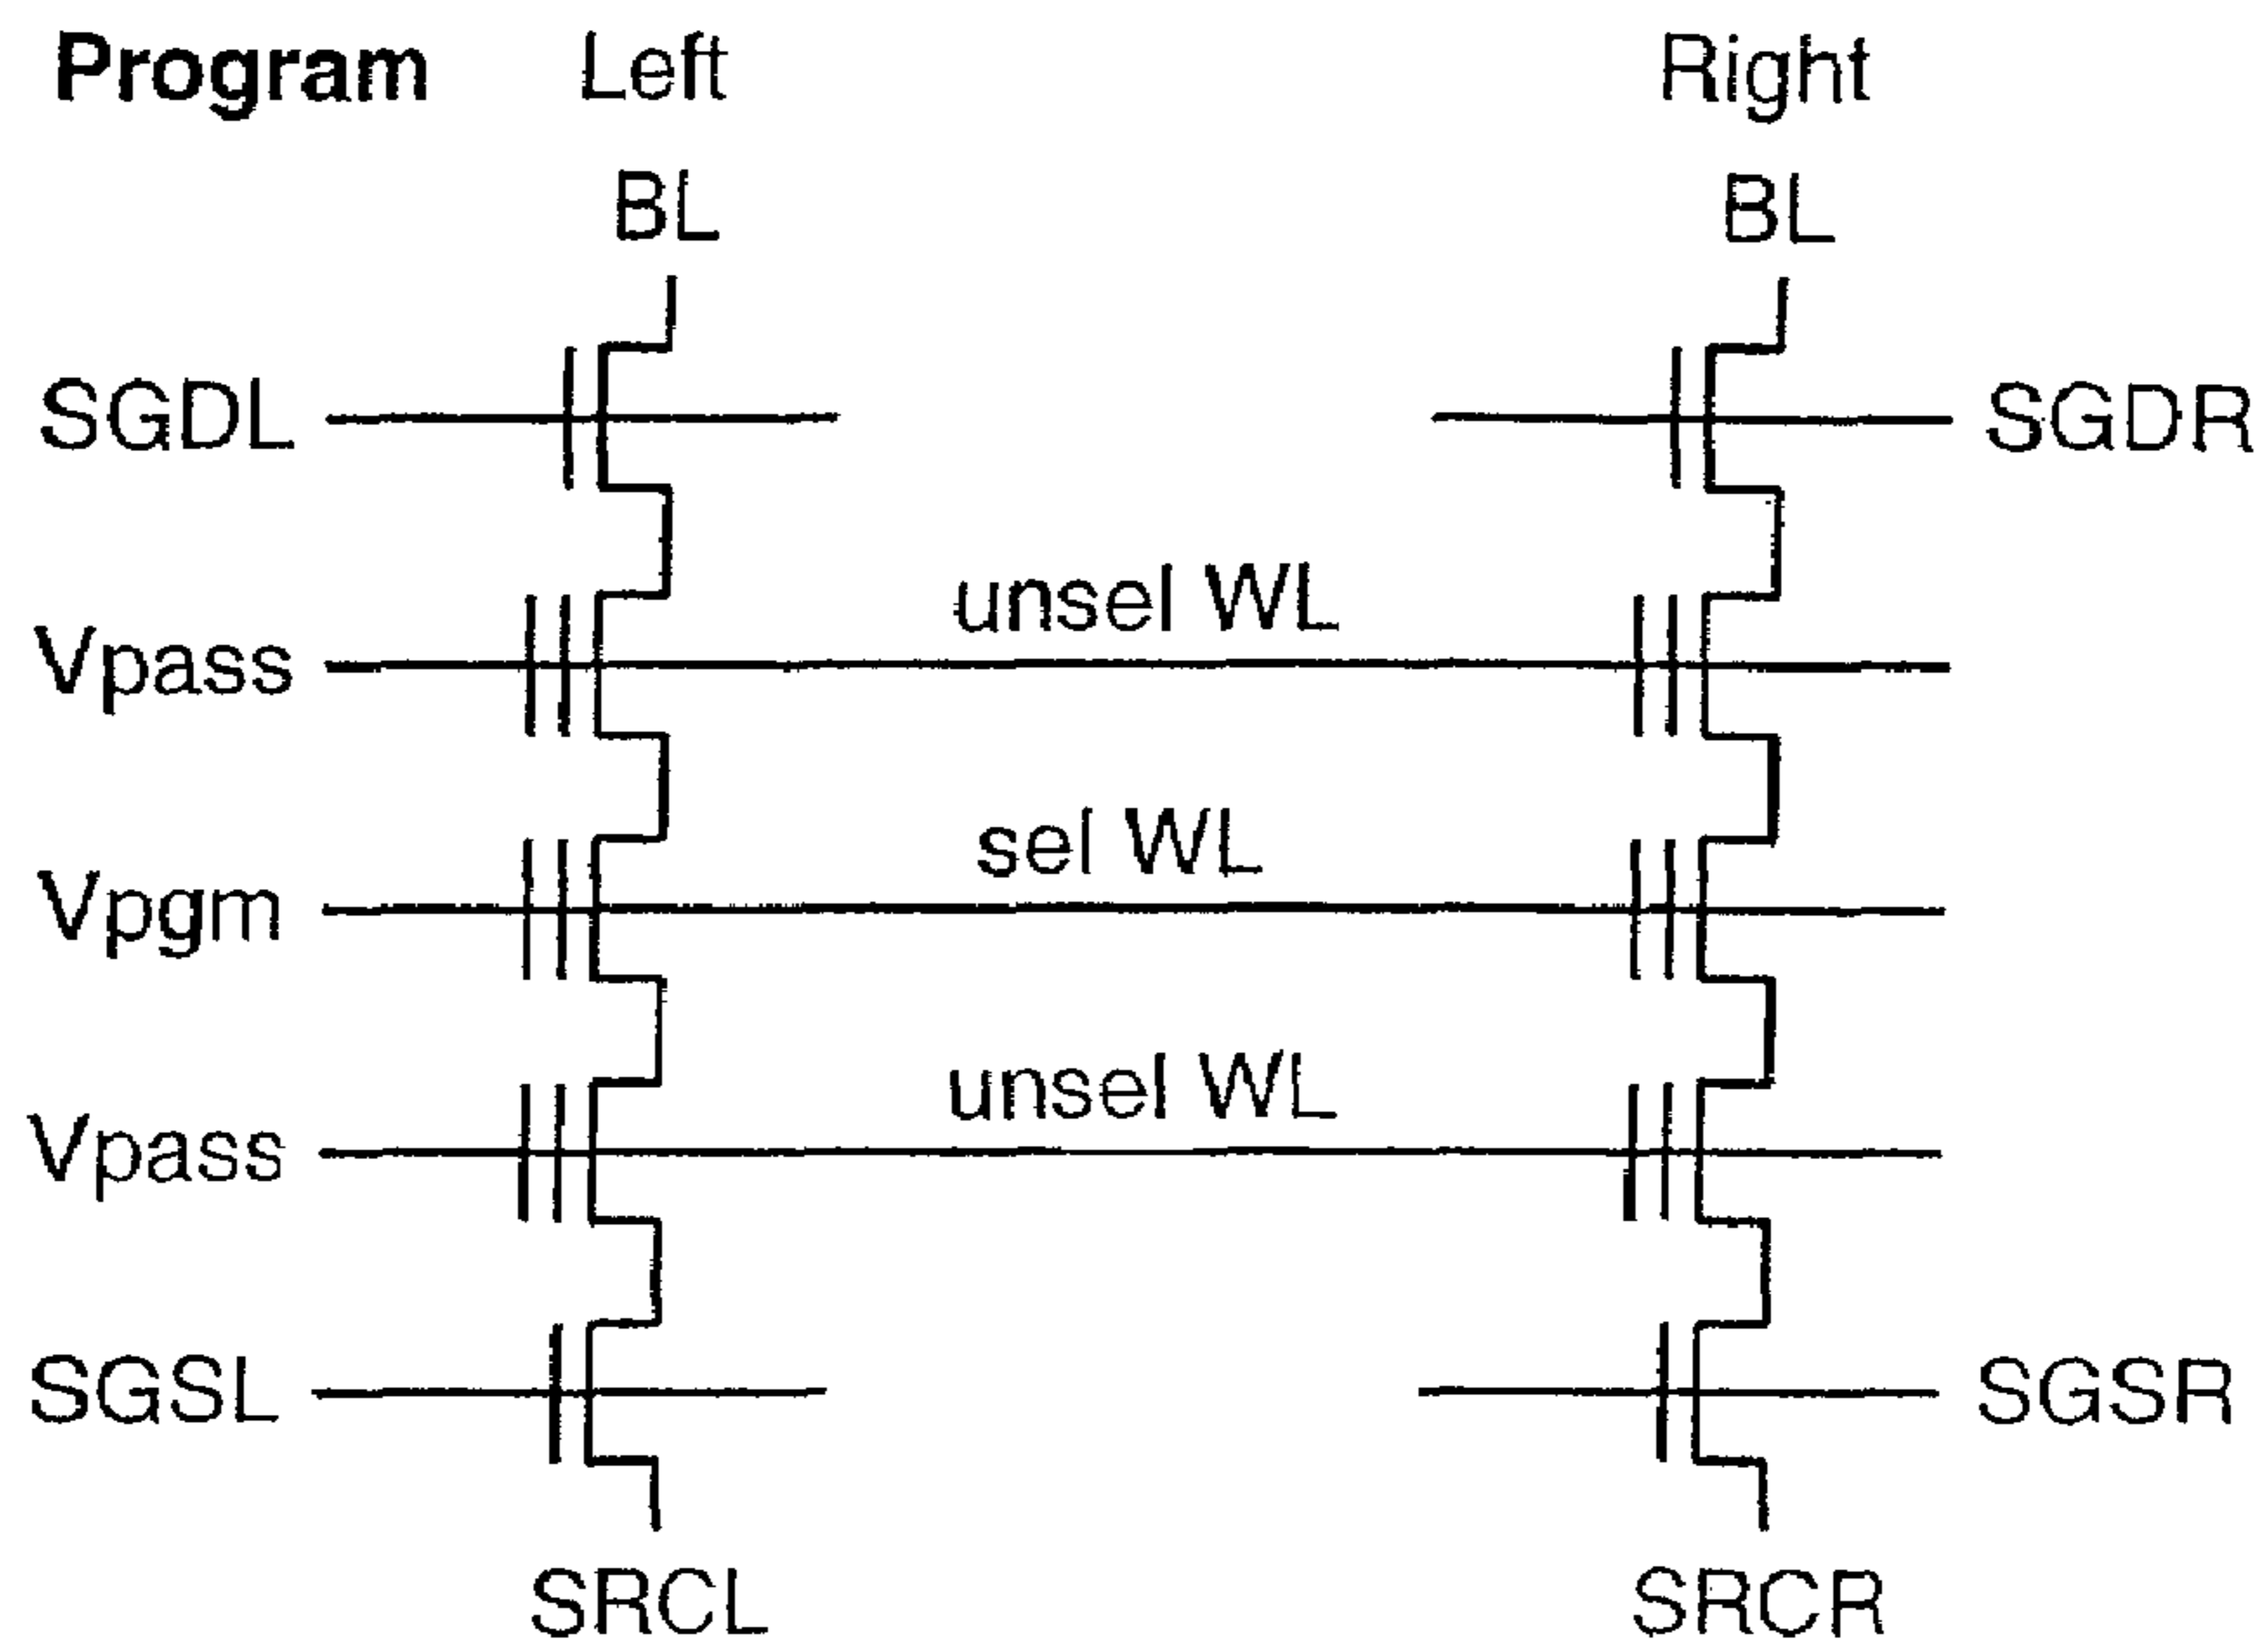 Program Left Right
BL BL
SGDL SGDR
unsel WL
Vpass
sel WL
Vpgm
unsel WL
Vpass
SGSL SGSR
SRCL SRCR